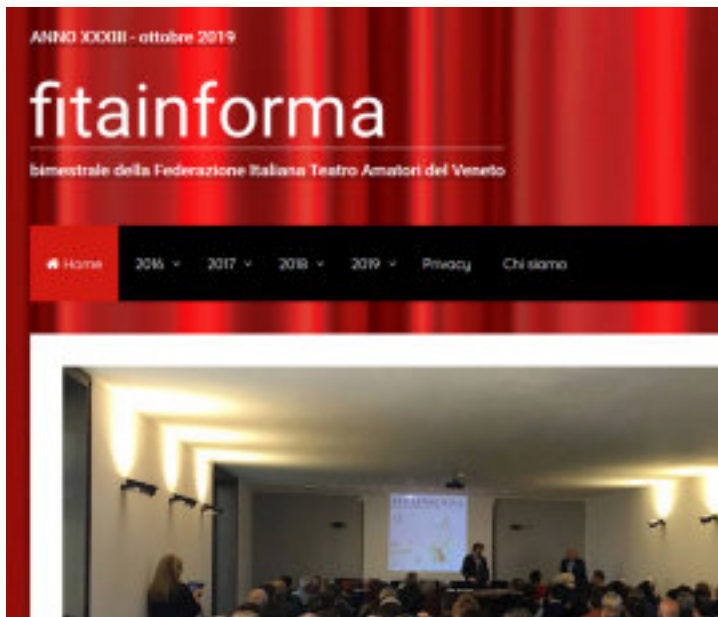 ANNO XXXIII - ottobre 2019
fitainforma
bimestrale della Federazione Italiana Teatro Amatori del Veneto
Home 2016 2017 2018 2019 Privacy Chi siamo